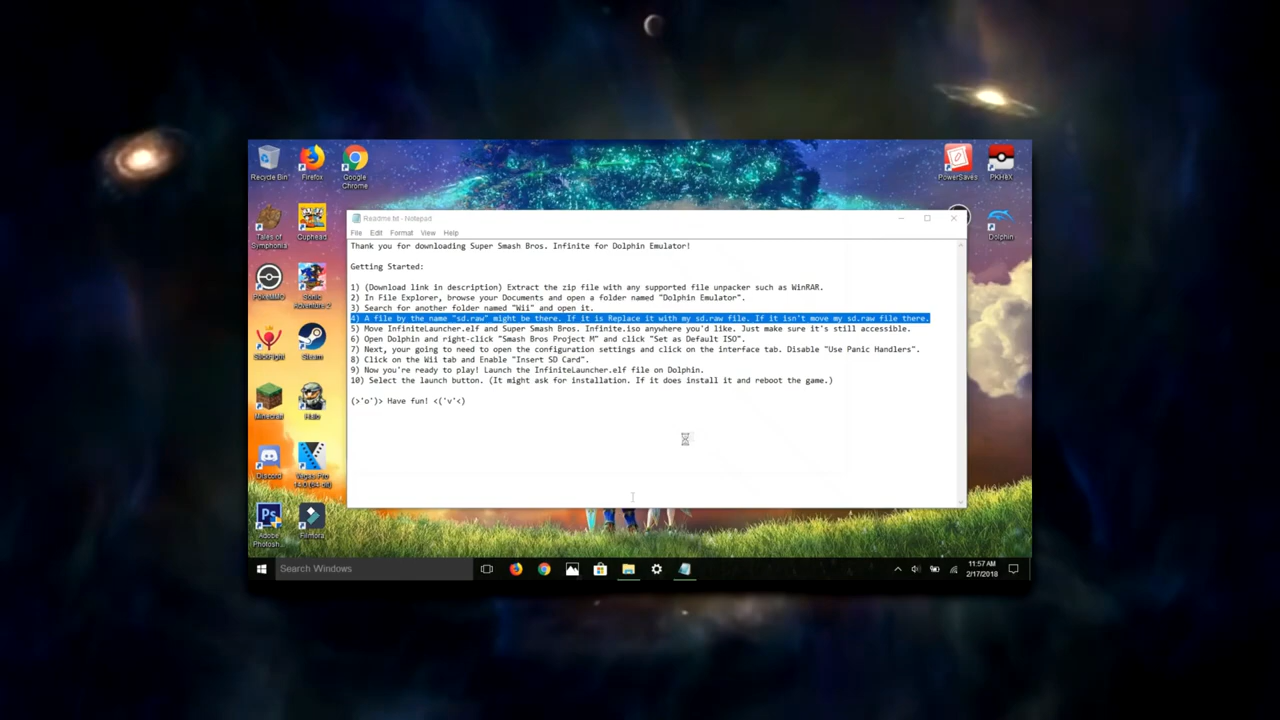 Recycle Bin
Firefox
Google
Chrome
PowerSaves
PKHeX
Tales of
Symphonia
Cuphead
Dolphin
PokeMMO
Sonic
Adventure 2
Steam
Minecraft
Halo
Discord
Vegas Pro
Ps
Adobe
Photosh...
Filmora
Readme.txt - Notepad
File Edit Format View Help
Thank you for downloading Super Smash Bros. Infinite for Dolphin Emulator!
Getting Started:
1) (Download link in description) Extract the zip file with any supported file unpacker such as WinRAR.
2) In File Explorer, browse your Documents and open a folder named "Dolphin Emulator".
3) Search for another folder named "Wii" and open it.
4) A file by the name "sd.raw" might be there. If it is Replace it with my sd.raw file. If it isn't move my sd.raw file there.
5) Move InfiniteLauncher.elf and Super Smash Bros. Infinite.iso anywhere you'd like. Just make sure it's still accessible.
6) Open Dolphin and right-click "Smash Bros Project M" and click "Set as Default ISO".
7) Next, your going to need to open the configuration settings and click on the interface tab. Disable "Use Panic Handlers".
8) Click on the Wii tab and Enable "Insert SD Card".
9) Now you're ready to play! Launch the InfiniteLauncher.elf file on Dolphin.
10) Select the launch button. (It might ask for installation. If it does install it and reboot the game.)
(>'o')> Have fun! <('v'<)
Search Windows
11:57 AM
2/17/2018